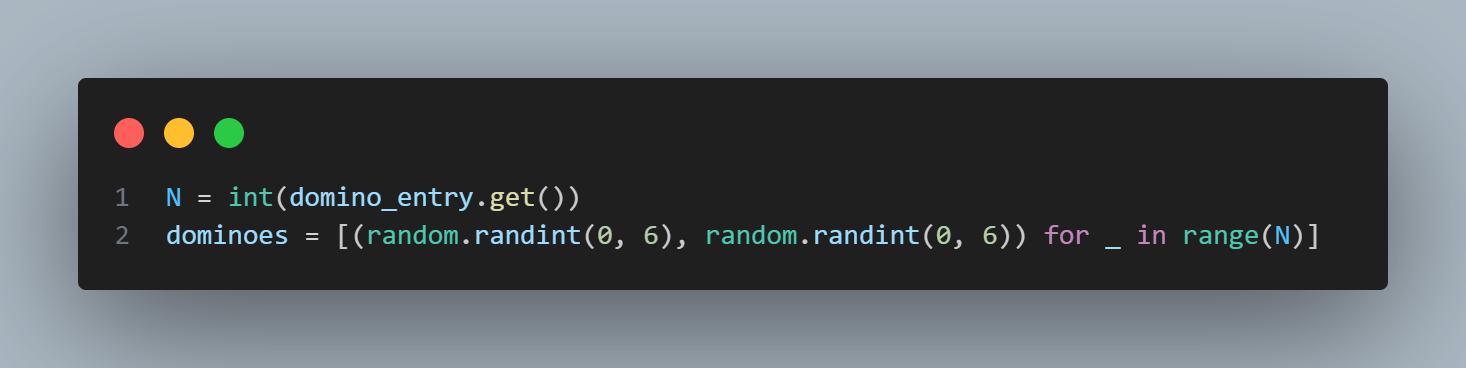 1 N = int(domino_entry.get())
2 dominoes = [(random.randint(0, 6), random.randint(0, 6)) for _ in range(N)]